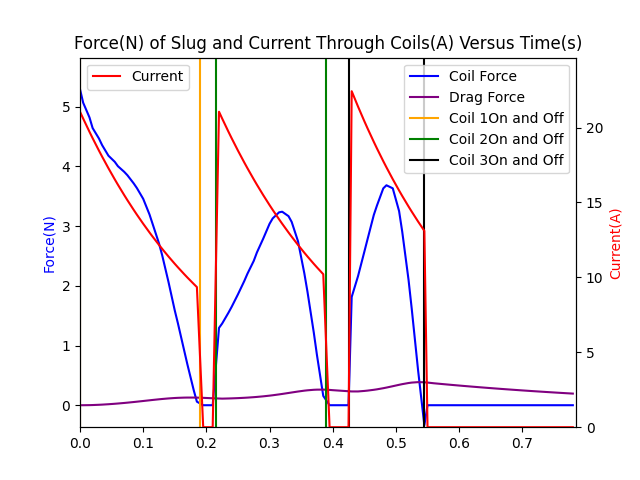 Force(N) of Slug and Current Through Coils(A) Versus Time(s)
Current
Coil Force
Drag Force
Coil 1On and Off
Coil 2On and Off
Coil 3On and Off
Force(N)
5
4
3
2
1
0
Current(A)
20
15
10
5
0
0.0 0.1 0.2 0.3 0.4 0.5 0.6 0.7